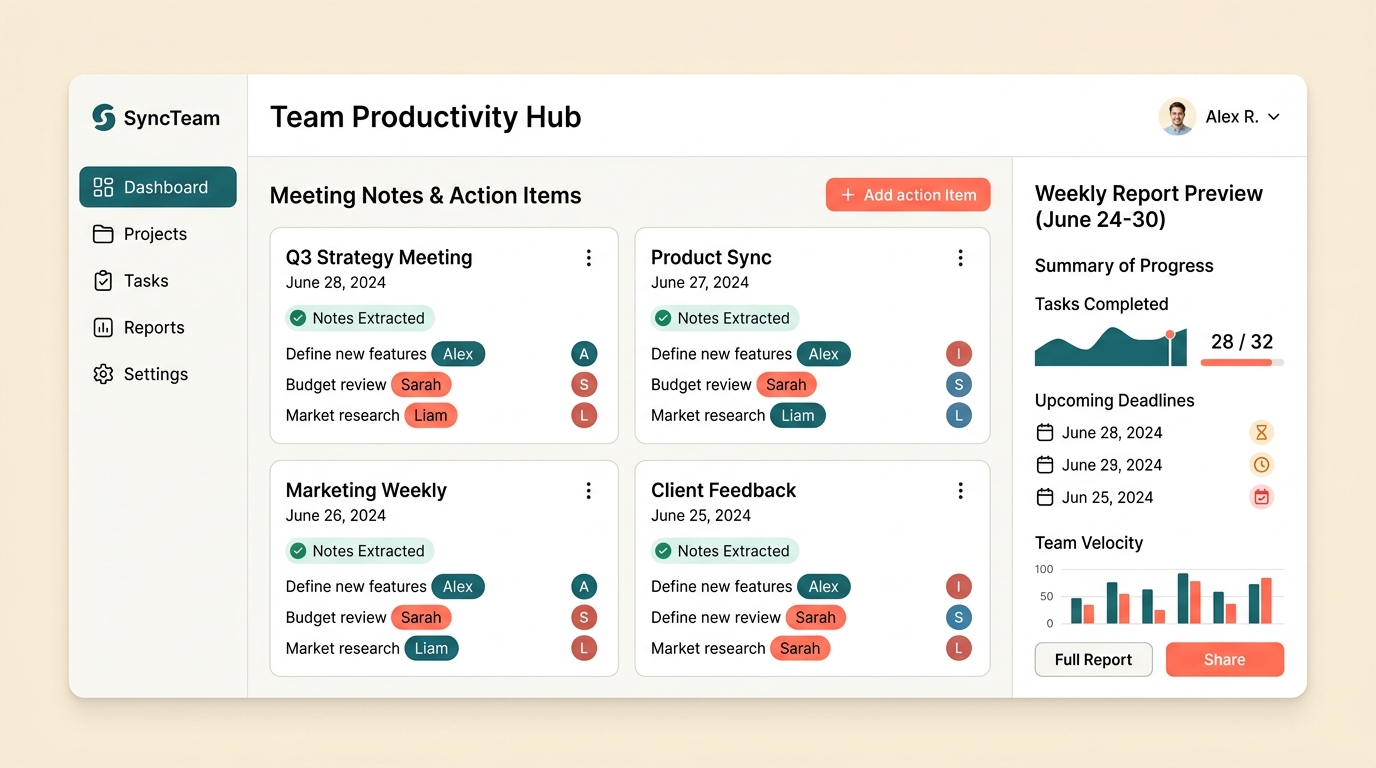 SyncTeam
Dashboard
Projects
Tasks
Reports
Settings
Team Productivity Hub
Alex R.
Meeting Notes & Action Items
+ Add action Item
Q3 Strategy Meeting
June 28, 2024
Notes Extracted
Define new features Alex A
Budget review Sarah S
Market research Liam L
Product Sync
June 27, 2024
Notes Extracted
Define new features Alex I
Budget review Sarah S
Market research Liam L
Marketing Weekly
June 26, 2024
Notes Extracted
Define new features Alex A
Budget review Sarah S
Market research Liam L
Client Feedback
June 25, 2024
Notes Extracted
Define new features Alex I
Define new review Sarah S
Market research Sarah L
Weekly Report Preview
(June 24-30)
Summary of Progress
Tasks Completed
28 / 32
Upcoming Deadlines
June 28, 2024
June 29, 2024
Jun 25, 2024
Team Velocity
100
50
0
Full Report
Share